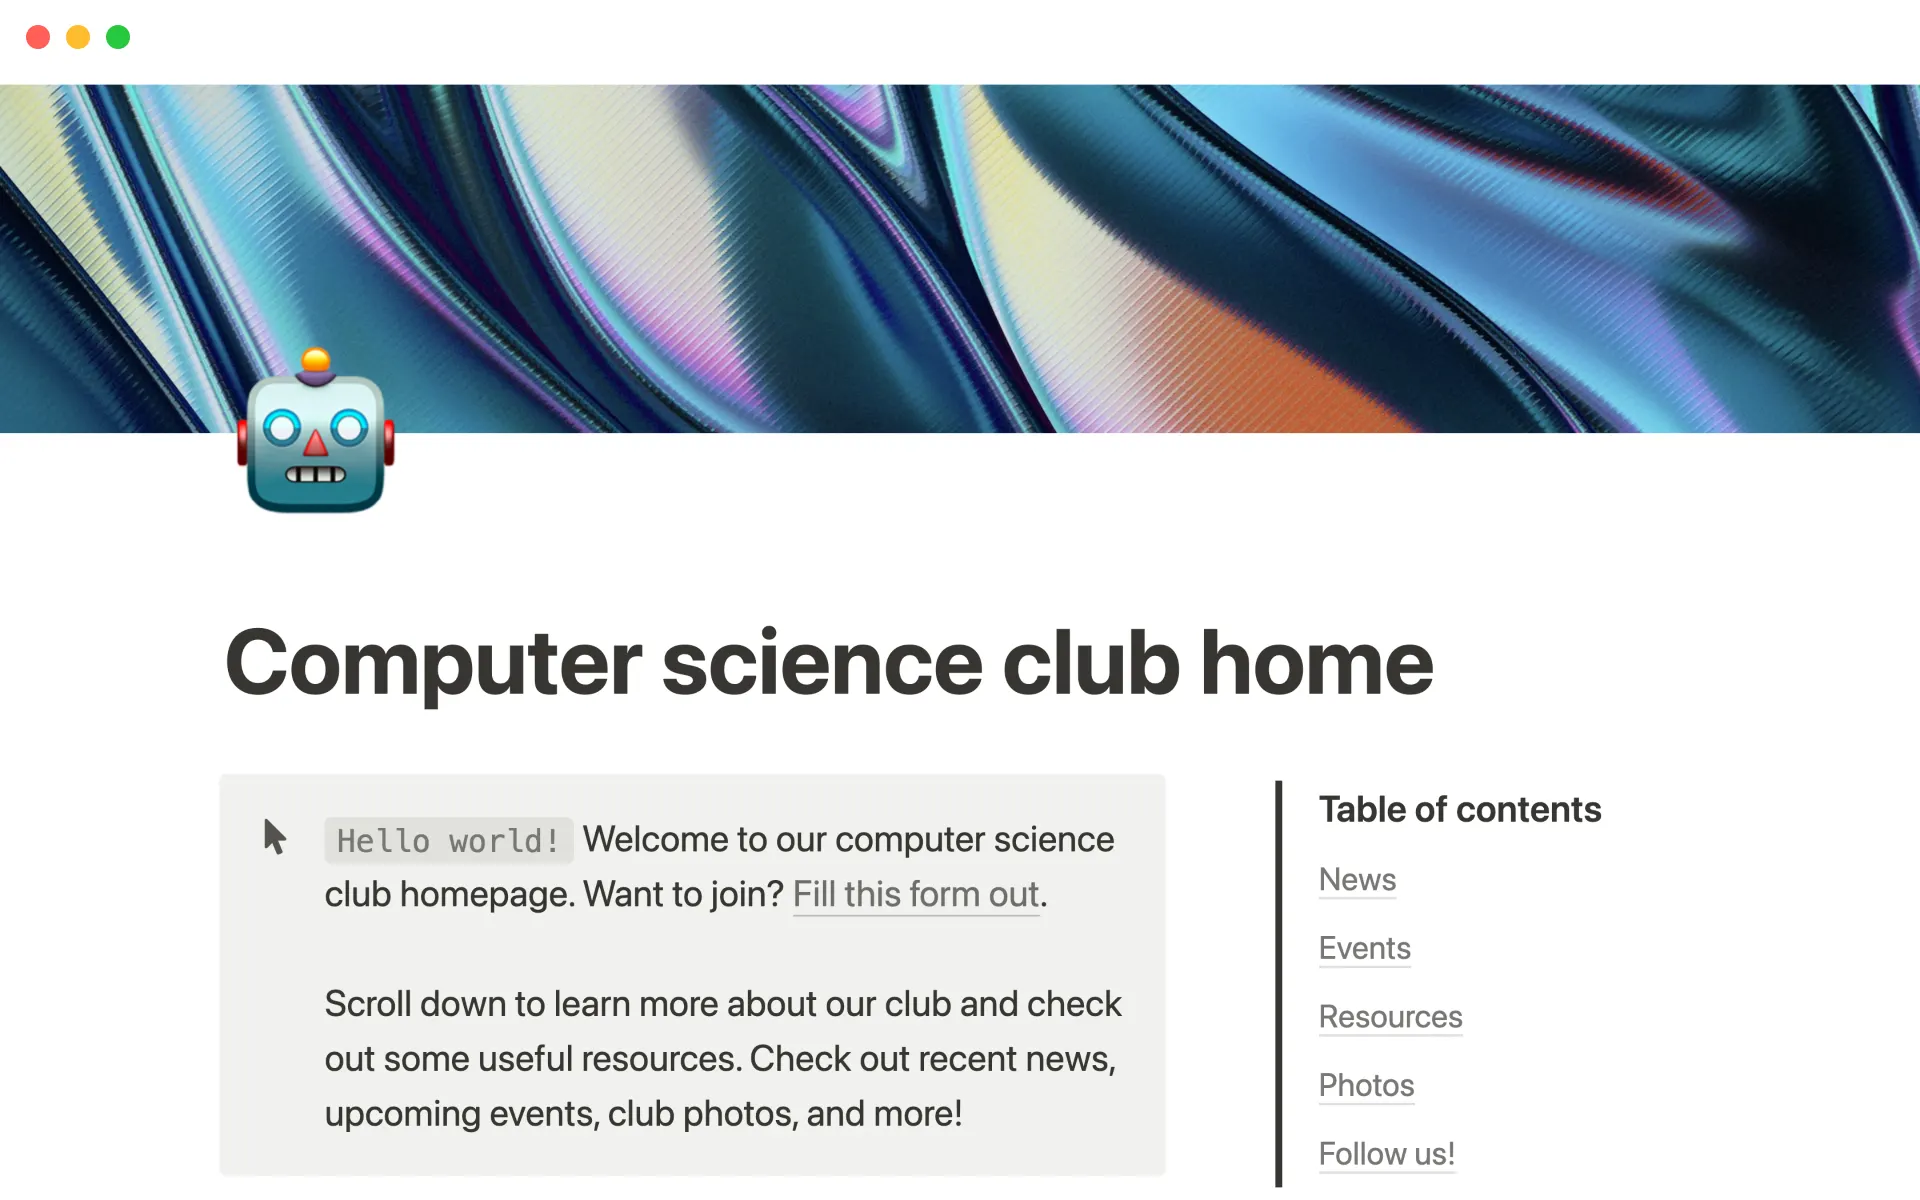 Computer science club home
Hello world! Welcome to our computer science
club homepage. Want to join? Fill this form out.
Scroll down to learn more about our club and check
out some useful resources. Check out recent news,
upcoming events, club photos, and more!
Table of contents
News
Events
Resources
Photos
Follow us!